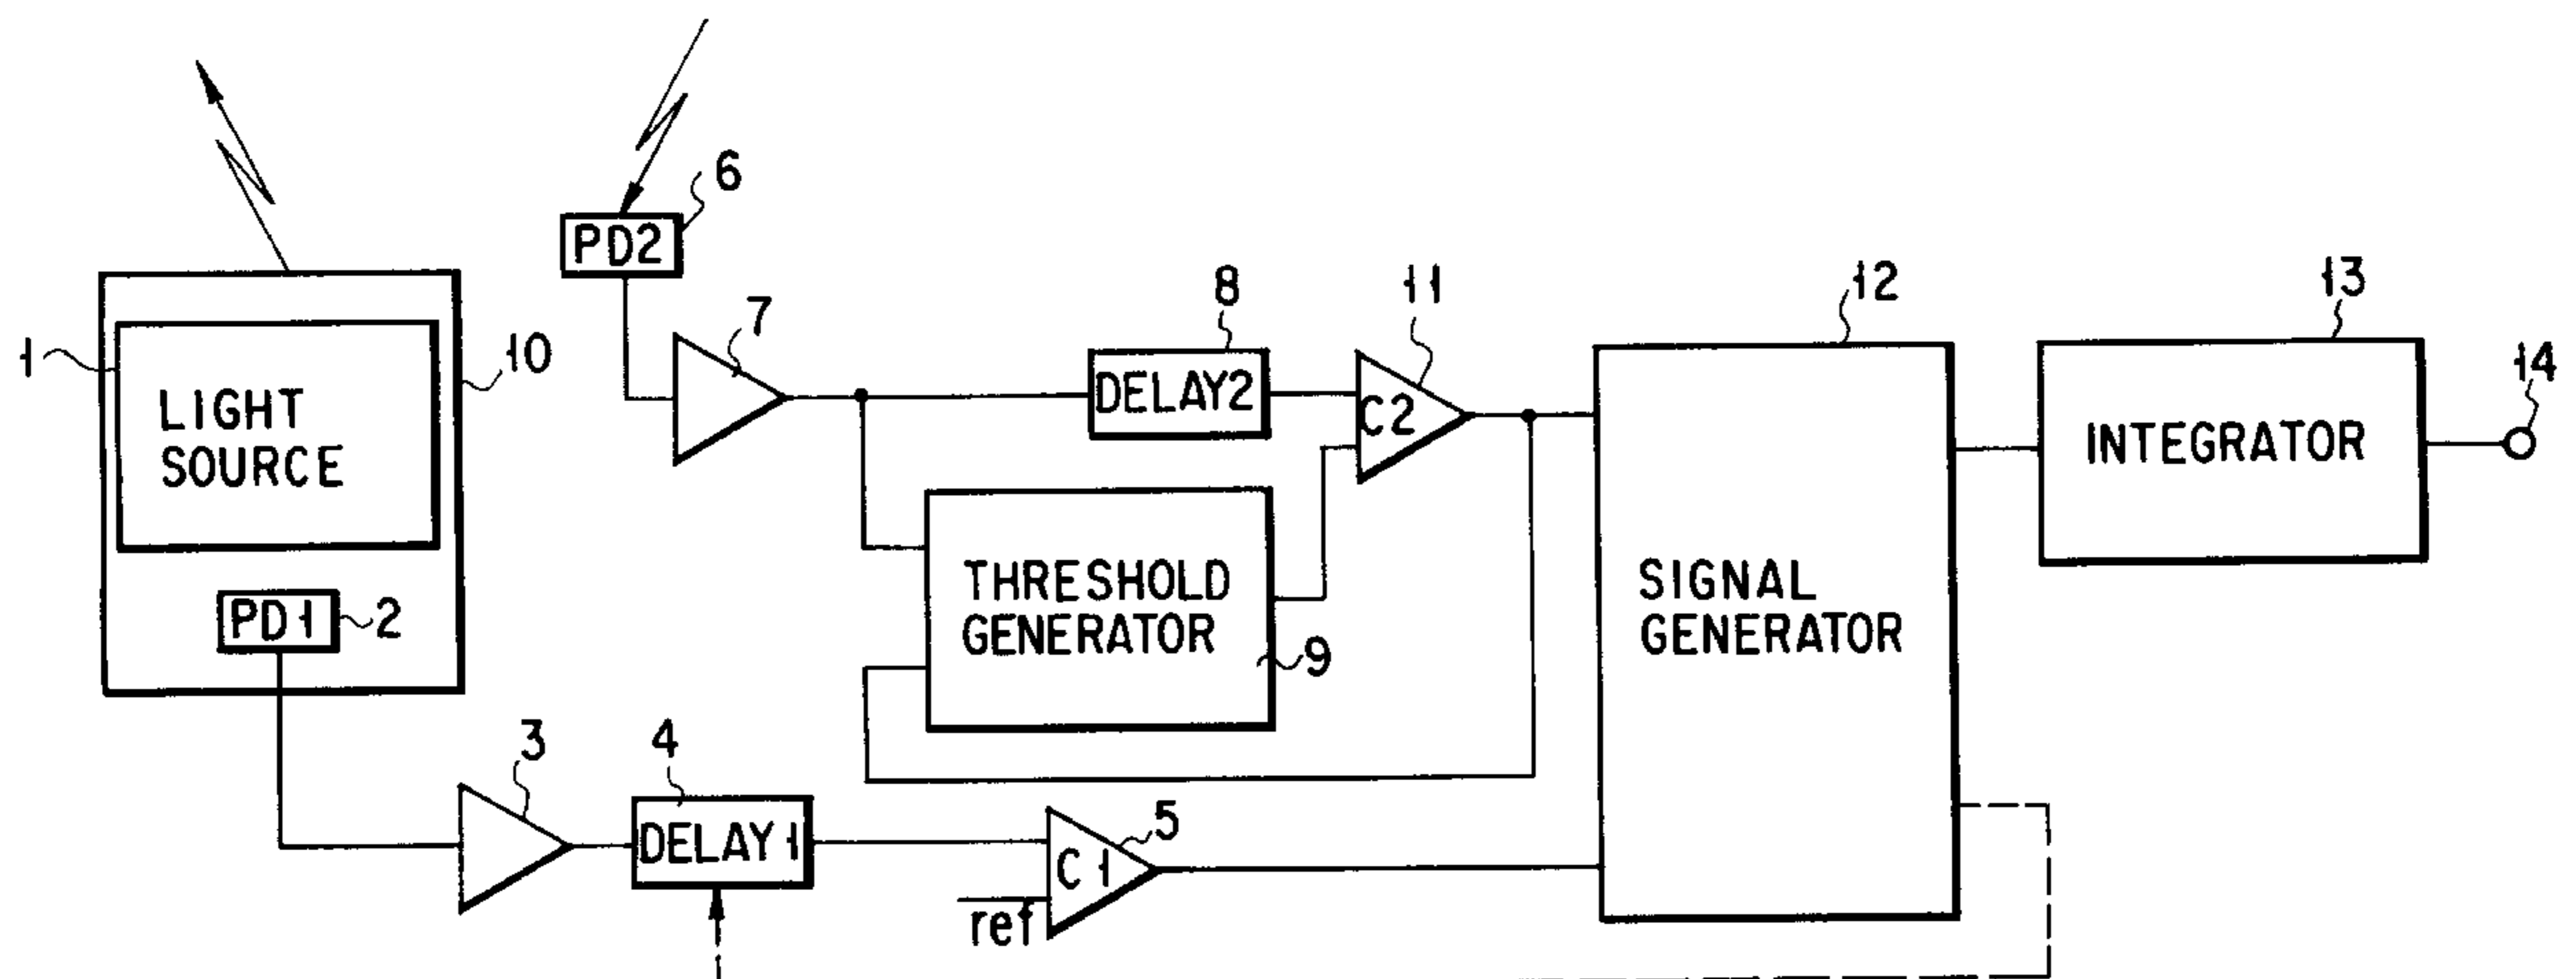 6
PD2
1
LIGHT
SOURCE
10
7
8
DELAY2
11
C2
12
13
14
INTEGRATOR
PD1
2
THRESHOLD
GENERATOR
9
SIGNAL
GENERATOR
3
4
DELAY1
5
C1
ref